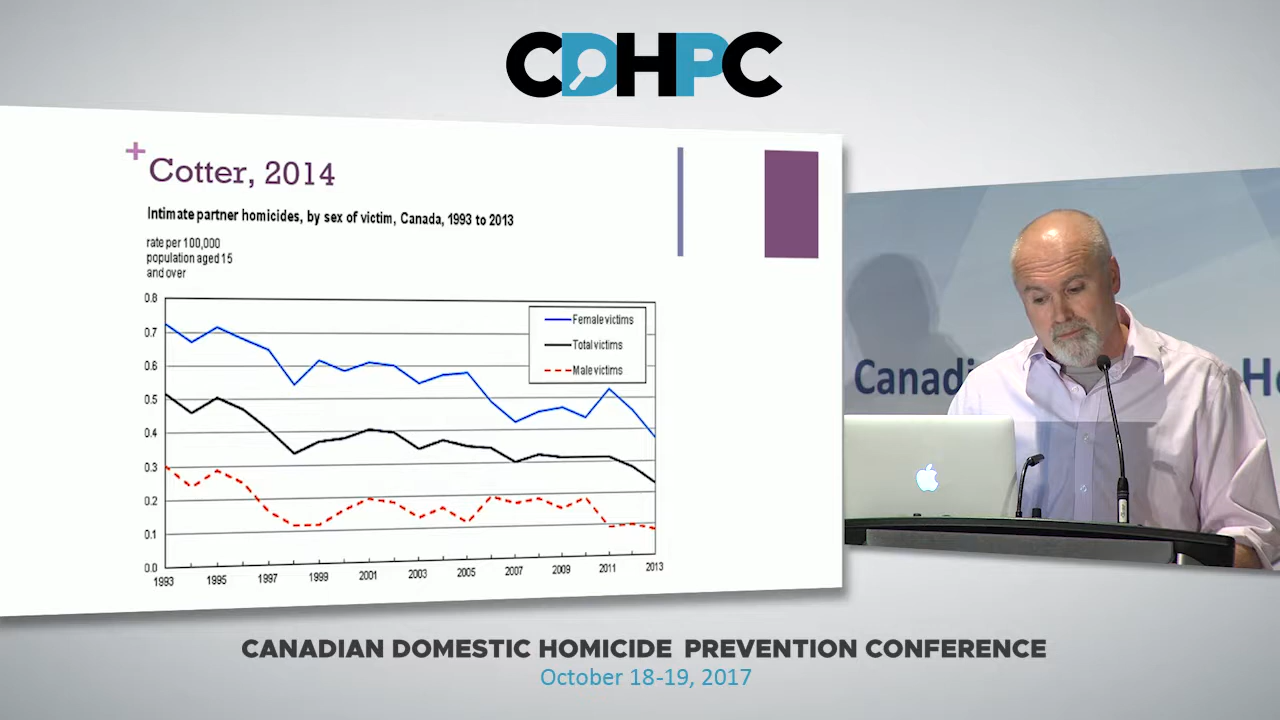 CDHPC
+
Cotter, 2014
Intimate partner homicides, by sex of victim, Canada, 1993 to 2013
rate per 100,000
population aged 15
and over
0.8
0.7
0.6
0.5
0.4
0.3
0.2
0.1
0.0
Female victims
Total victims
Male victims
1993 1995 1997 1999 2001 2003 2005 2007 2009 2011 2013
Canadi
H
CANADIAN DOMESTIC HOMICIDE PREVENTION CONFERENCE
October 18-19, 2017